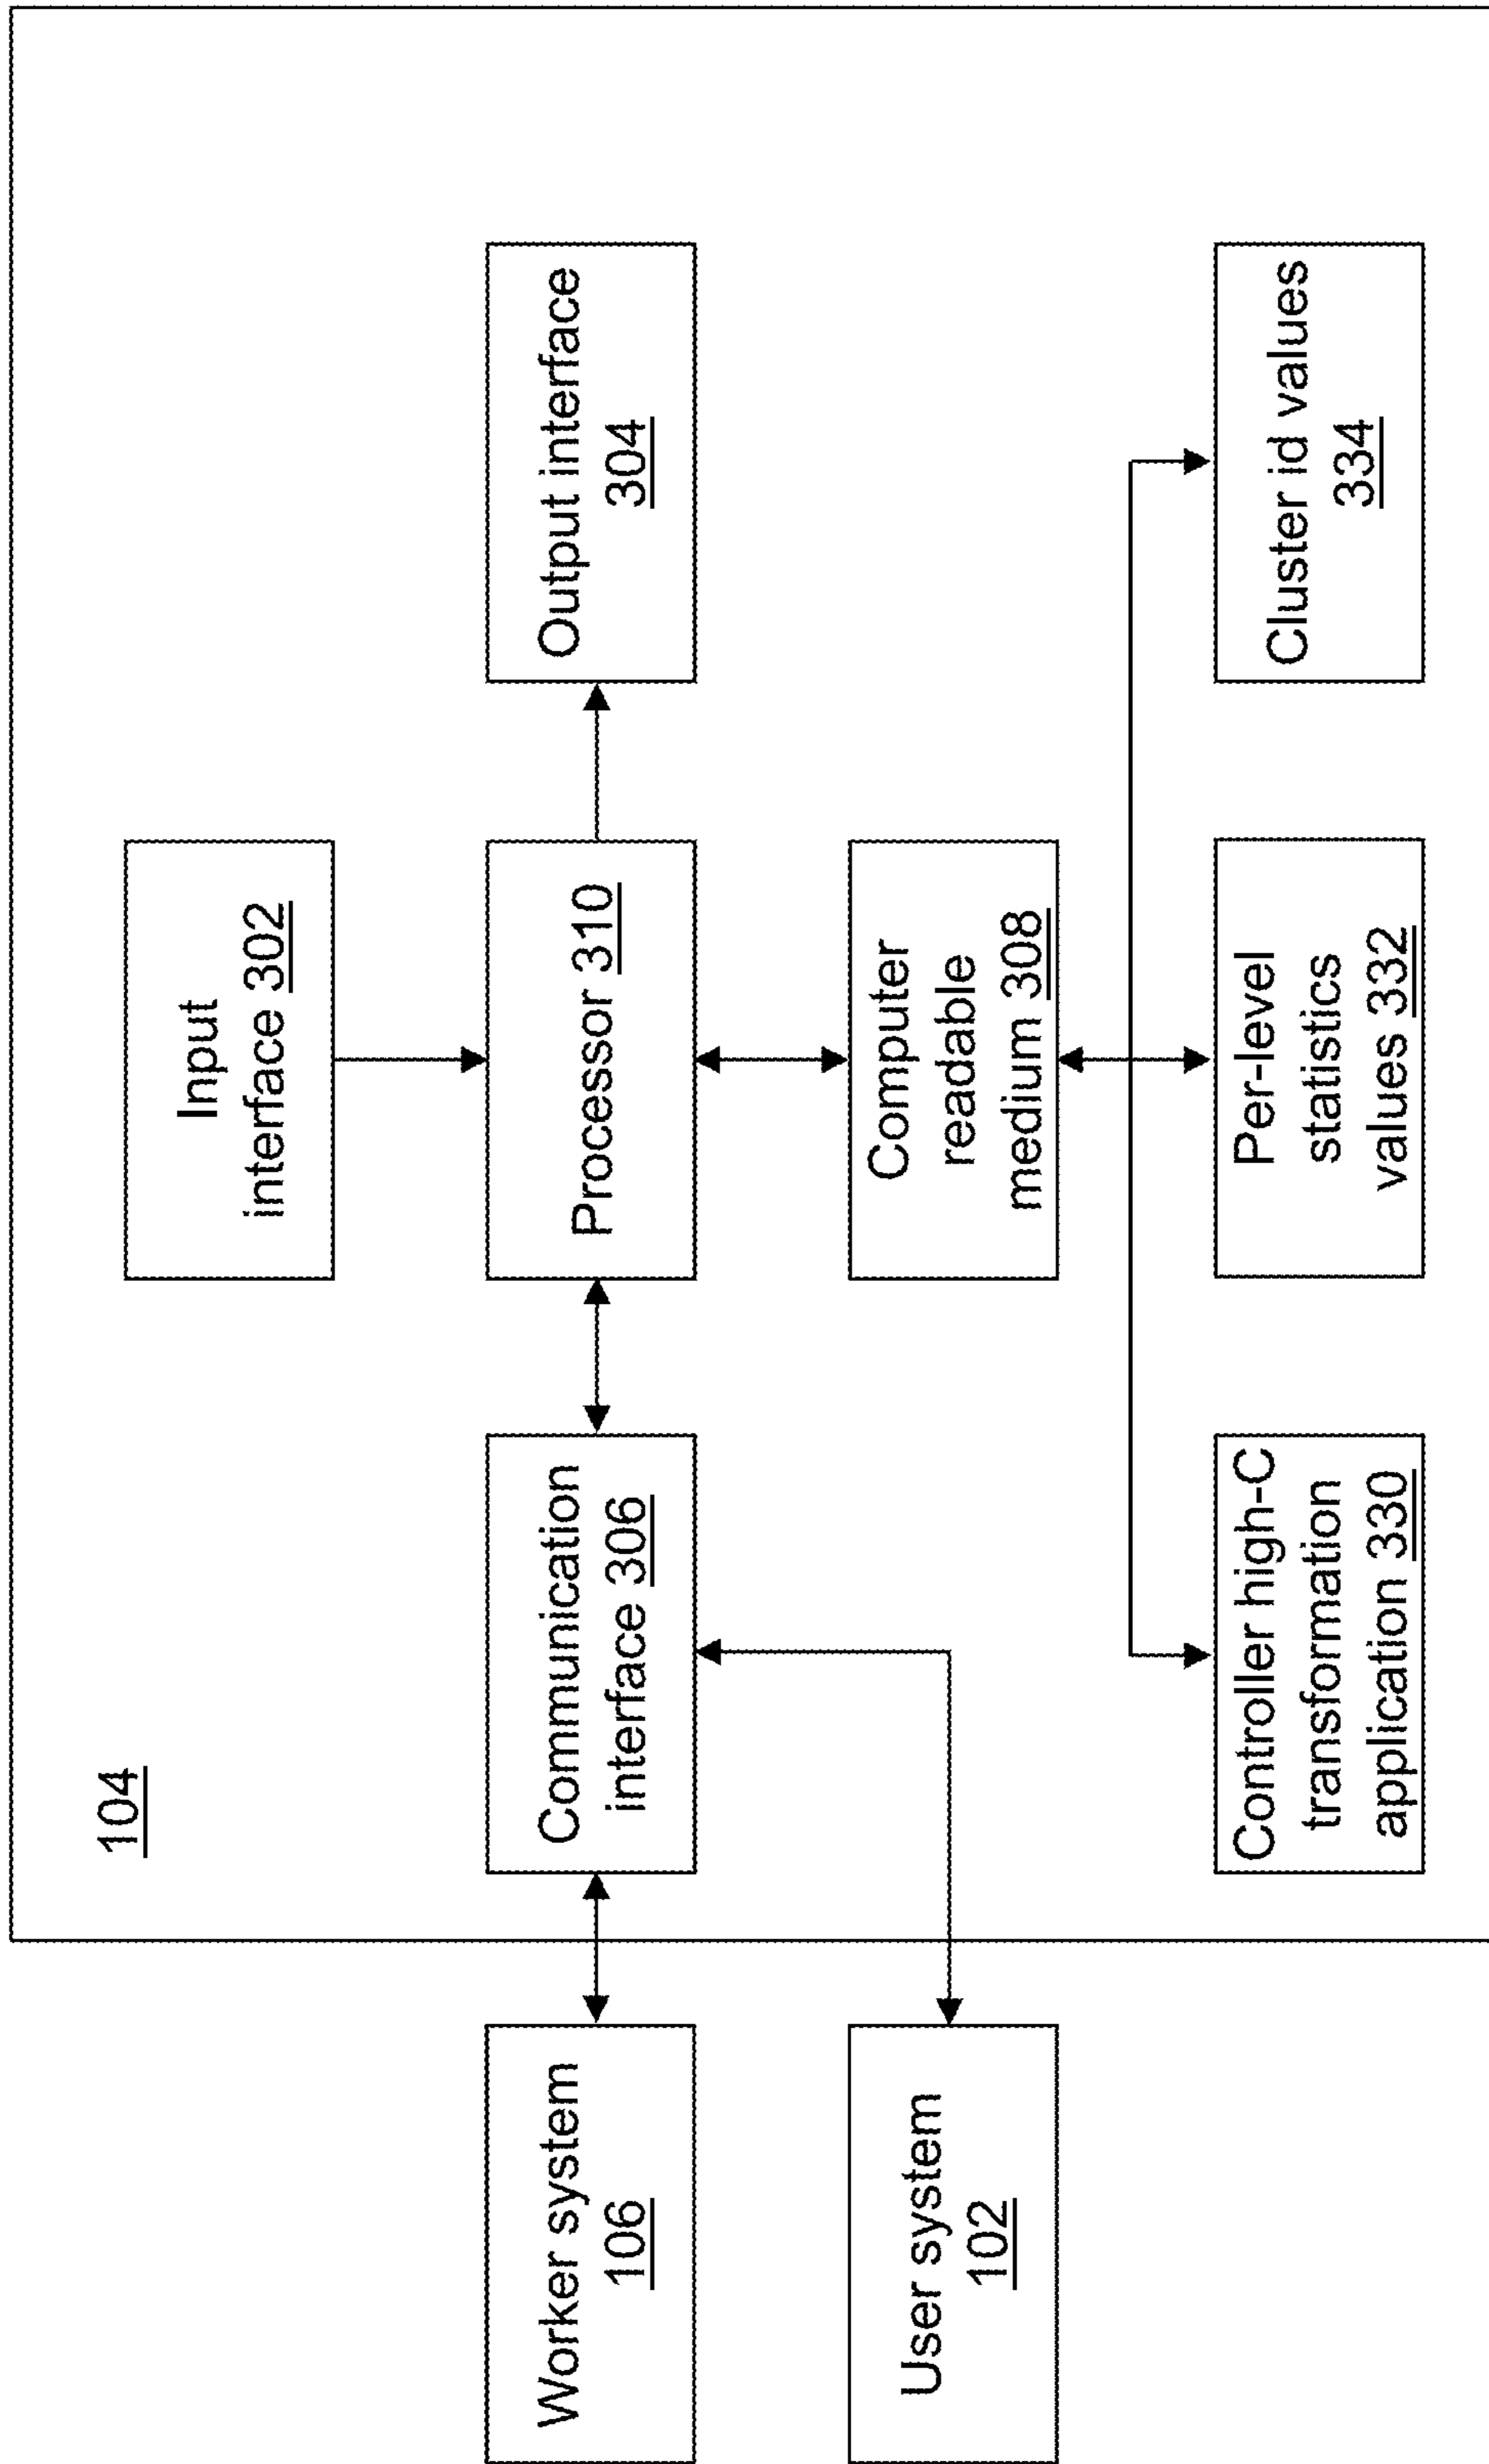 104
Input
interface 302
Worker system
106
Communication
interface 306
Processor 310
Output interface
304
User system
102
Computer
readable
medium 308
Controller high-C
transformation
application 330
Per-level
statistics
values 332
Cluster id values
334